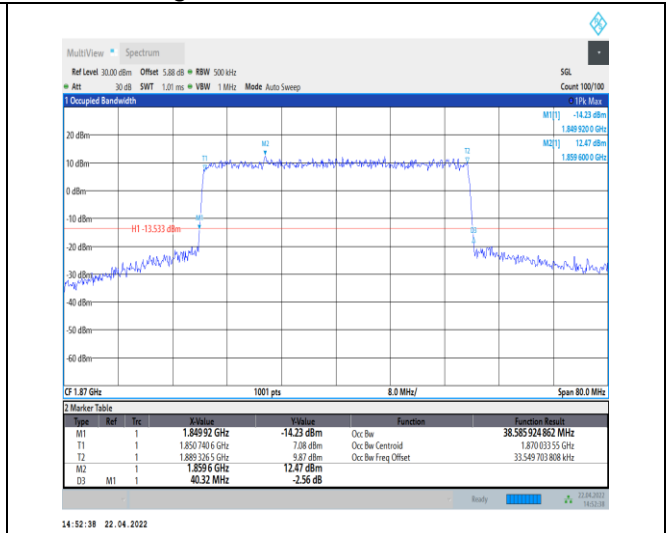 MultiView Spectrum
Ref Level 30.00 dBm Offset 5.88 dB RBW 500 kHz SGL
Att 30 dB SWT 1.01 ms VBW 1 MHz Mode Auto Sweep Count 100/100
1 Occupied Bandwidth 1Pk Max
M1[1] -14.23 dBm
1.849 920 0 GHz
M2[1] 12.47 dBm
1.859 600 0 GHz
20 dBm
M2
T1
T2
10 dBm
0 dBm
-10 dBm
M1
H1 -13.533 dBm
D3
-20 dBm
-30 dBm
-40 dBm
-50 dBm
-60 dBm
CF 1.87 GHz 1001 pts 8.0 MHz/ Span 80.0 MHz
2 Marker Table
Type Ref Trc X-Value Y-Value Function Function Result
M1 1 1.849 92 GHz -14.23 dBm Occ Bw 38.585 924 862 MHz
T1 1 1.850 740 6 GHz 7.08 dBm Occ Bw Centroid 1.870 033 55 GHz
T2 1 1.889 326 5 GHz 9.87 dBm Occ Bw Freq Offset 33.549 703 808 kHz
M2 1 1.859 6 GHz 12.47 dBm
D3 M1 1 40.32 MHz -2.56 dB
Ready 22.04.2022
14:52:38
14:52:38 22.04.2022